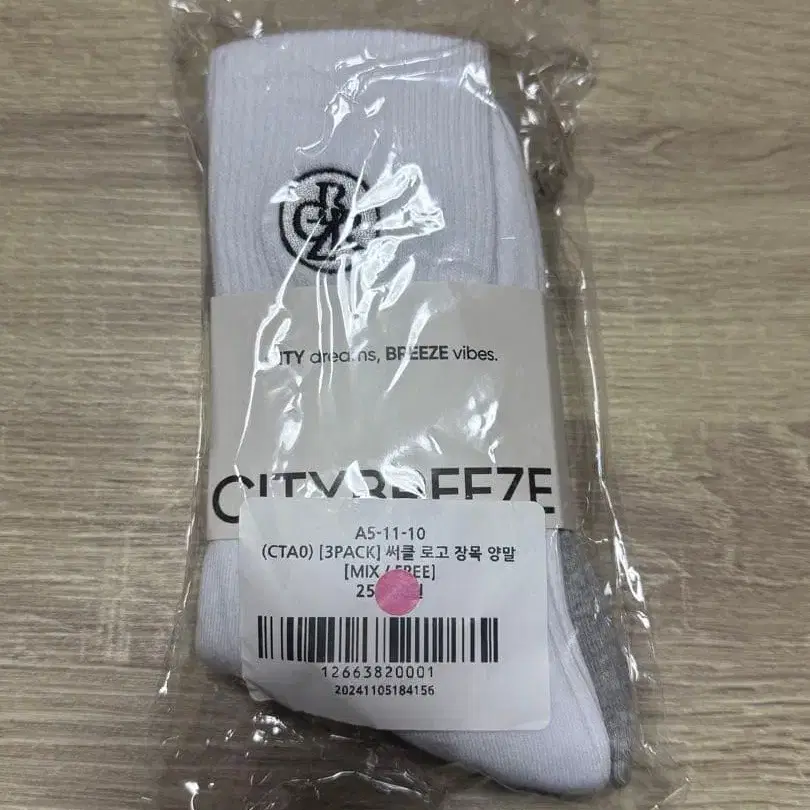 CITY dreams, BREEZE vibes.
CITYBREEZE
A5-11-10
(CTA0) [3PACK] 써클 로고 장목 양말
[MIX / FREE]
12663820001
20241105184156